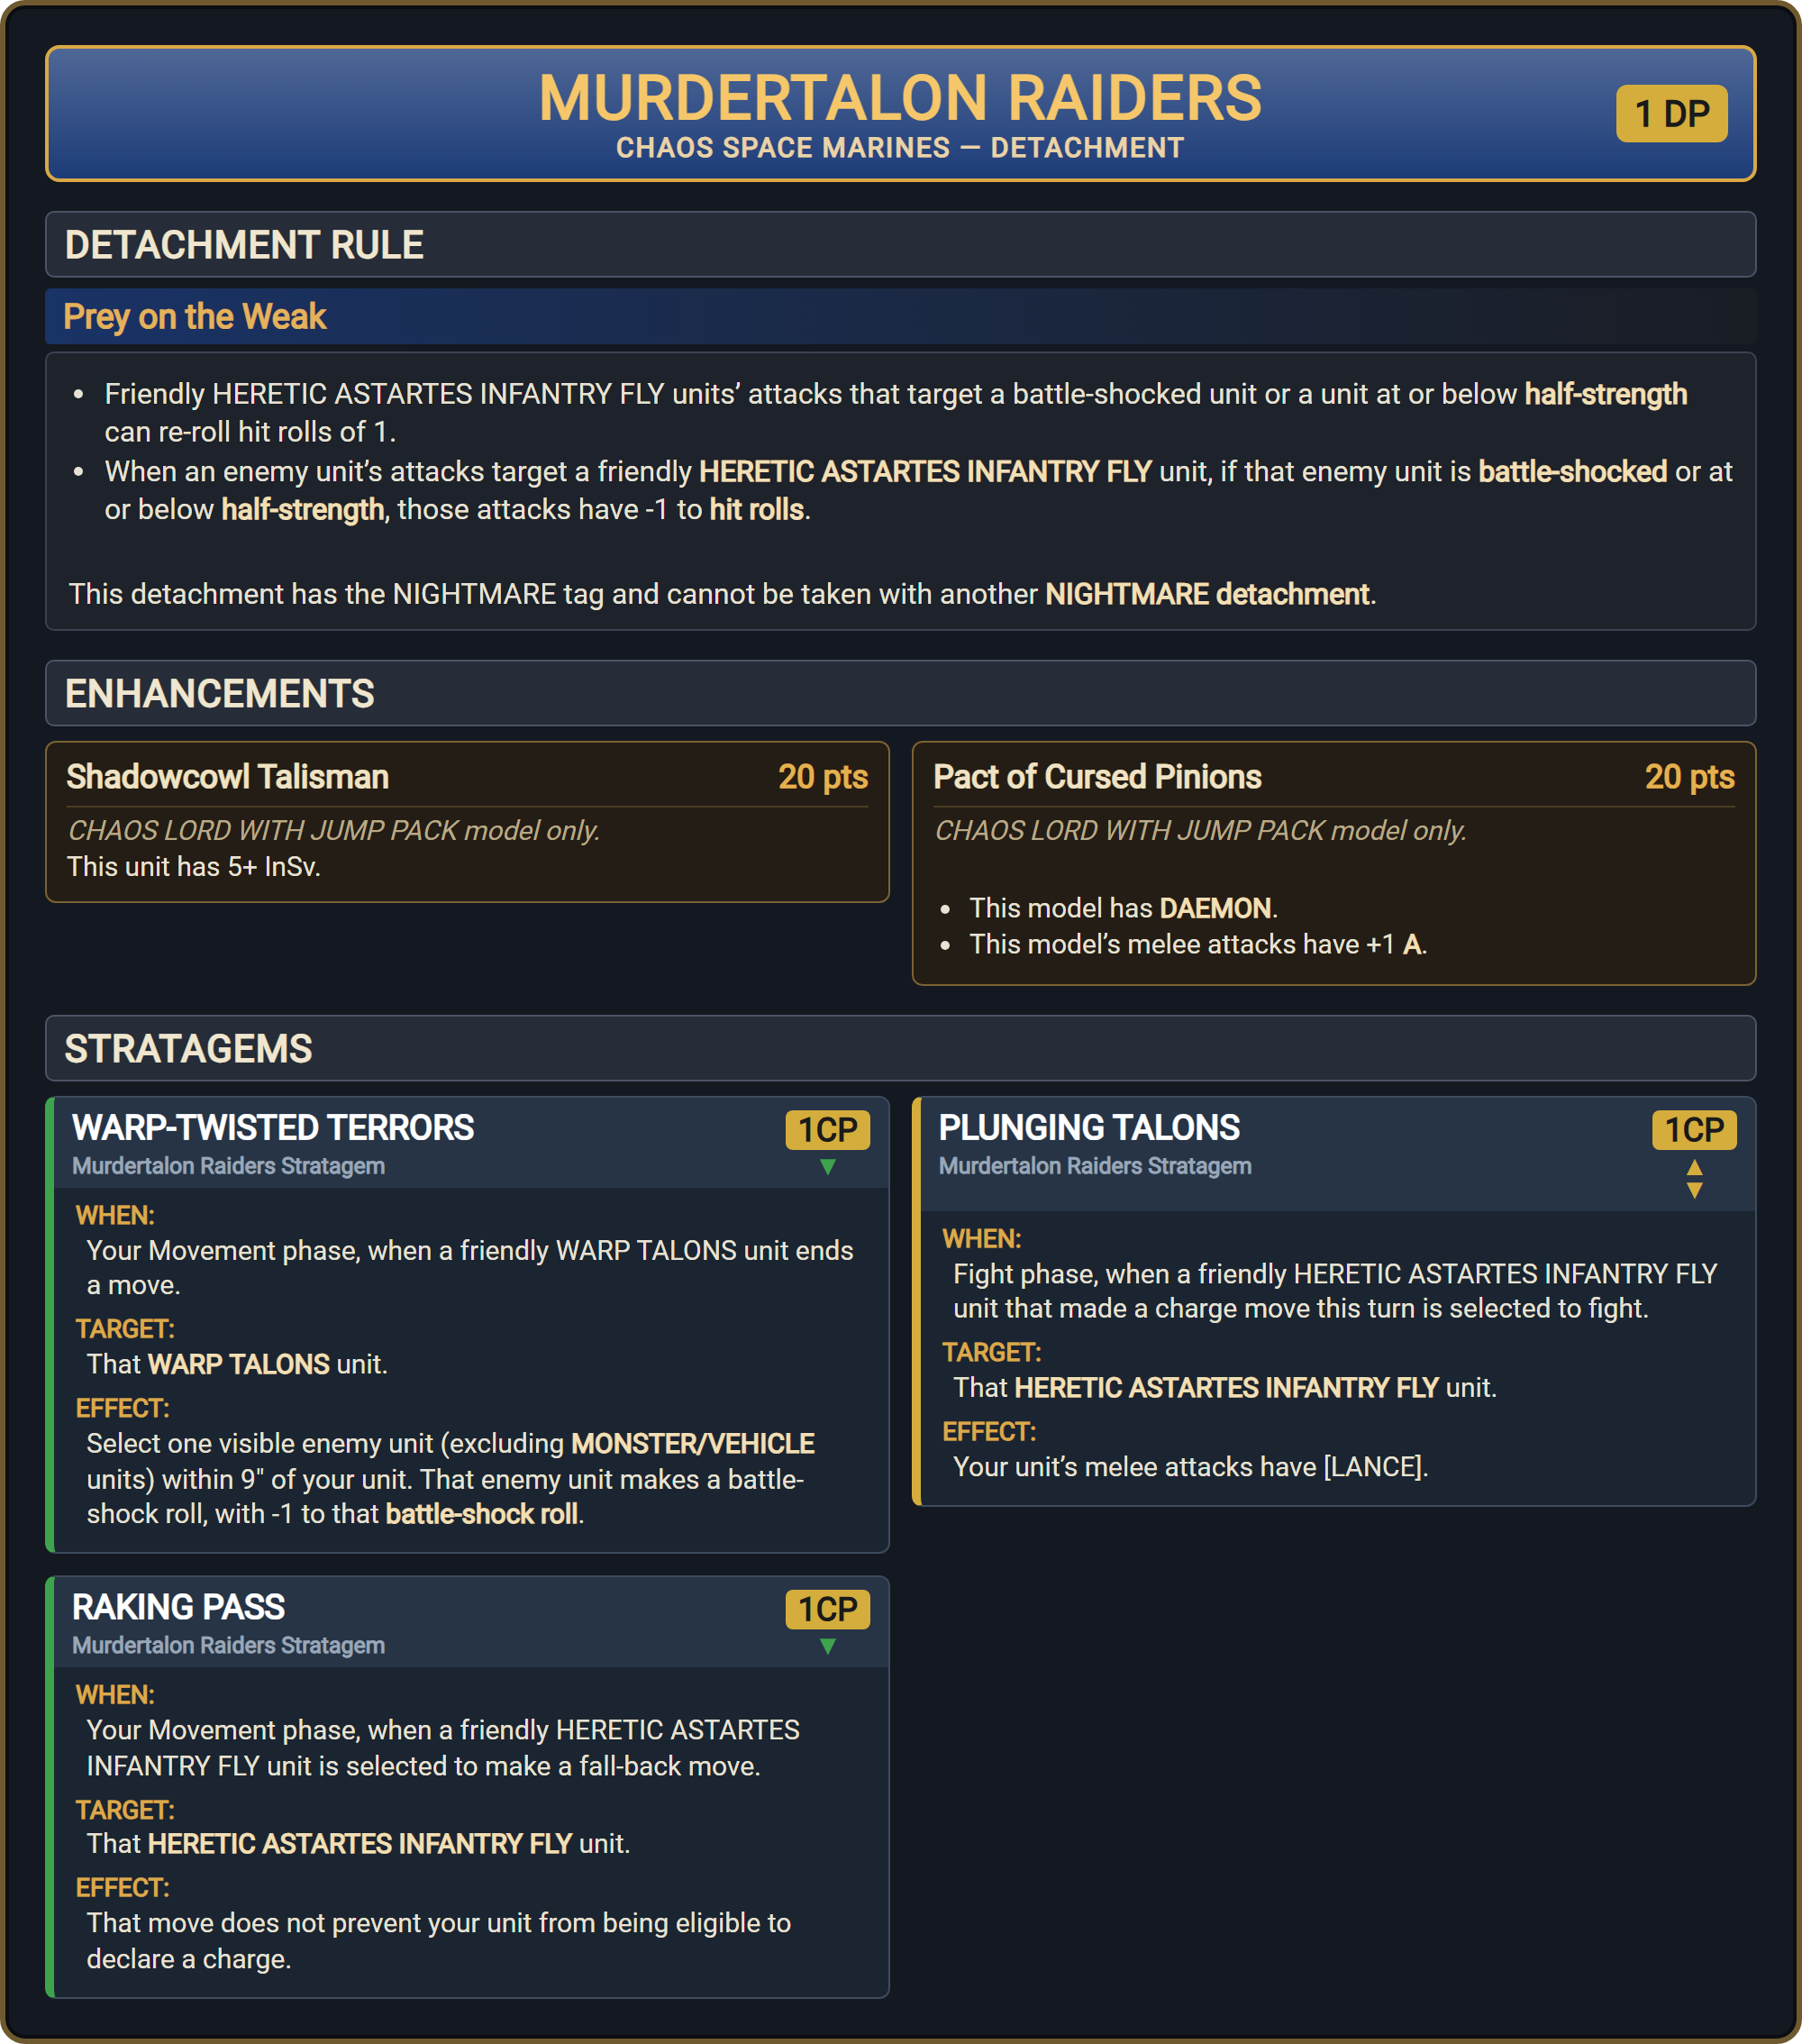 MURDERTALON RAIDERS
CHAOS SPACE MARINES — DETACHMENT
1 DP
DETACHMENT RULE
Prey on the Weak
• Friendly HERETIC ASTARTES INFANTRY FLY units’ attacks that target a battle-shocked unit or a unit at or below half-strength
can re-roll hit rolls of 1.
• When an enemy unit’s attacks target a friendly HERETIC ASTARTES INFANTRY FLY unit, if that enemy unit is battle-shocked or at
or below half-strength, those attacks have -1 to hit rolls.
This detachment has the NIGHTMARE tag and cannot be taken with another NIGHTMARE detachment.
ENHANCEMENTS
Shadowcowl Talisman
20 pts
CHAOS LORD WITH JUMP PACK model only.
This unit has 5+ InSv.
Pact of Cursed Pinions
20 pts
CHAOS LORD WITH JUMP PACK model only.
• This model has DAEMON.
• This model’s melee attacks have +1 A.
STRATAGEMS
WARP-TWISTED TERRORS
1CP
Murdertalon Raiders Stratagem
▼
WHEN:
Your Movement phase, when a friendly WARP TALONS unit ends
a move.
TARGET:
That WARP TALONS unit.
EFFECT:
Select one visible enemy unit (excluding MONSTER/VEHICLE
units) within 9" of your unit. That enemy unit makes a battle-
shock roll, with -1 to that battle-shock roll.
PLUNGING TALONS
1CP
Murdertalon Raiders Stratagem
▲
▼
WHEN:
Fight phase, when a friendly HERETIC ASTARTES INFANTRY FLY
unit that made a charge move this turn is selected to fight.
TARGET:
That HERETIC ASTARTES INFANTRY FLY unit.
EFFECT:
Your unit’s melee attacks have [LANCE].
RAKING PASS
1CP
Murdertalon Raiders Stratagem
▼
WHEN:
Your Movement phase, when a friendly HERETIC ASTARTES
INFANTRY FLY unit is selected to make a fall-back move.
TARGET:
That HERETIC ASTARTES INFANTRY FLY unit.
EFFECT:
That move does not prevent your unit from being eligible to
declare a charge.